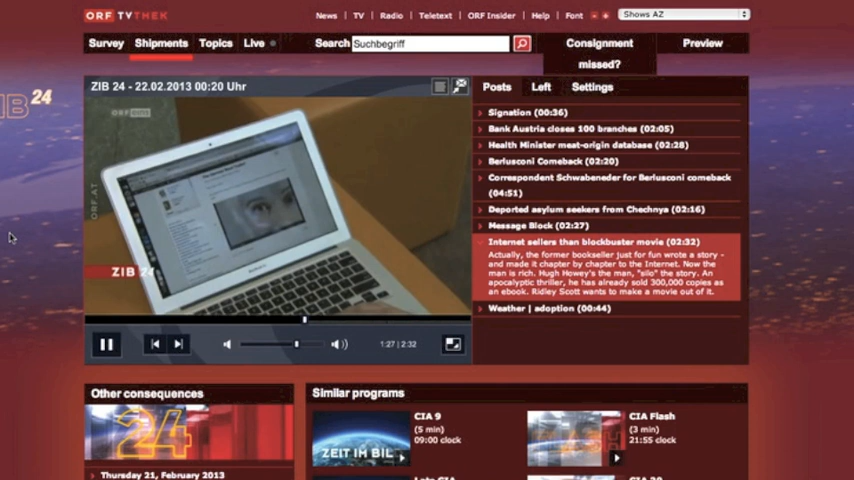 ORF TVTHEK
News | TV | Radio | Teletext | ORF Insider | Help | Font
Shows AZ
Survey Shipments Topics Live
Search Suchbegriff
Consignment missed?
Preview
24
ZIB 24 - 22.02.2013 00:20 Uhr
ORF eins
ORF.AT
ZIB 24
1:27 | 2:32
Posts Left Settings
Signation (00:36)
Bank Austria closes 100 branches (02:05)
Health Minister meat-origin database (02:28)
Berlusconi Comeback (02:20)
Correspondent Schwabeneder for Berlusconi comeback
(04:51)
Deported asylum seekers from Chechnya (02:16)
Message Block (02:27)
Internet sellers than blockbuster movie (02:32)
Actually, the former bookseller just for fun wrote a story -
and made it chapter by chapter to the Internet. Now the
man is rich. Hugh Howey's the man, "silo" the story. An
apocalyptic thriller, he has already sold 300,000 copies as
an ebook. Ridley Scott wants to make a movie out of it.
Weather | adoption (00:44)
Other consequences
24
Thursday 21, February 2013
Similar programs
ZEIT IM BIL
CIA 9
(5 min)
09:00 clock
CIA Flash
(3 min)
21:55 clock